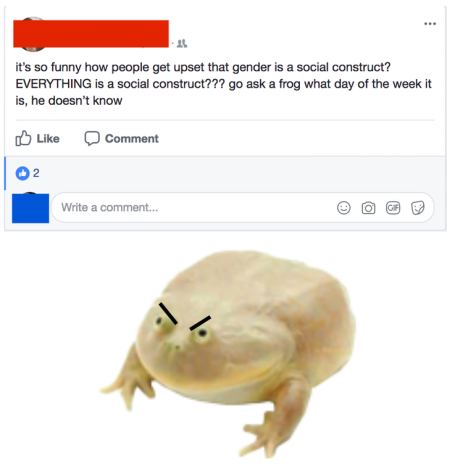 it's so funny how people get upset that gender is a social construct?
EVERYTHING is a social construct??? go ask a frog what day of the week it
is, he doesn't know
Like Comment
2
Write a comment... GIF